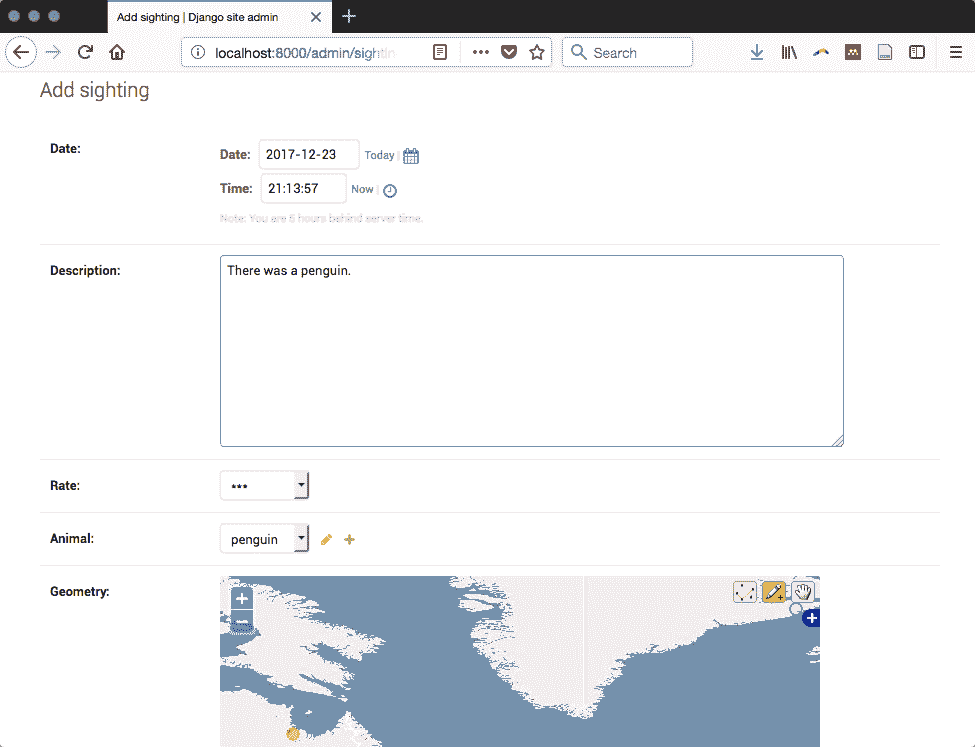 Add sighting | Django site admin
localhost:8000/admin/sightin
Search
Add sighting
Date:
Date: 2017-12-23 Today
Time: 21:13:57 Now
Note: You are 5 hours behind server time.
Description:
There was a penguin.
Rate:
***
Animal:
penguin
Geometry: